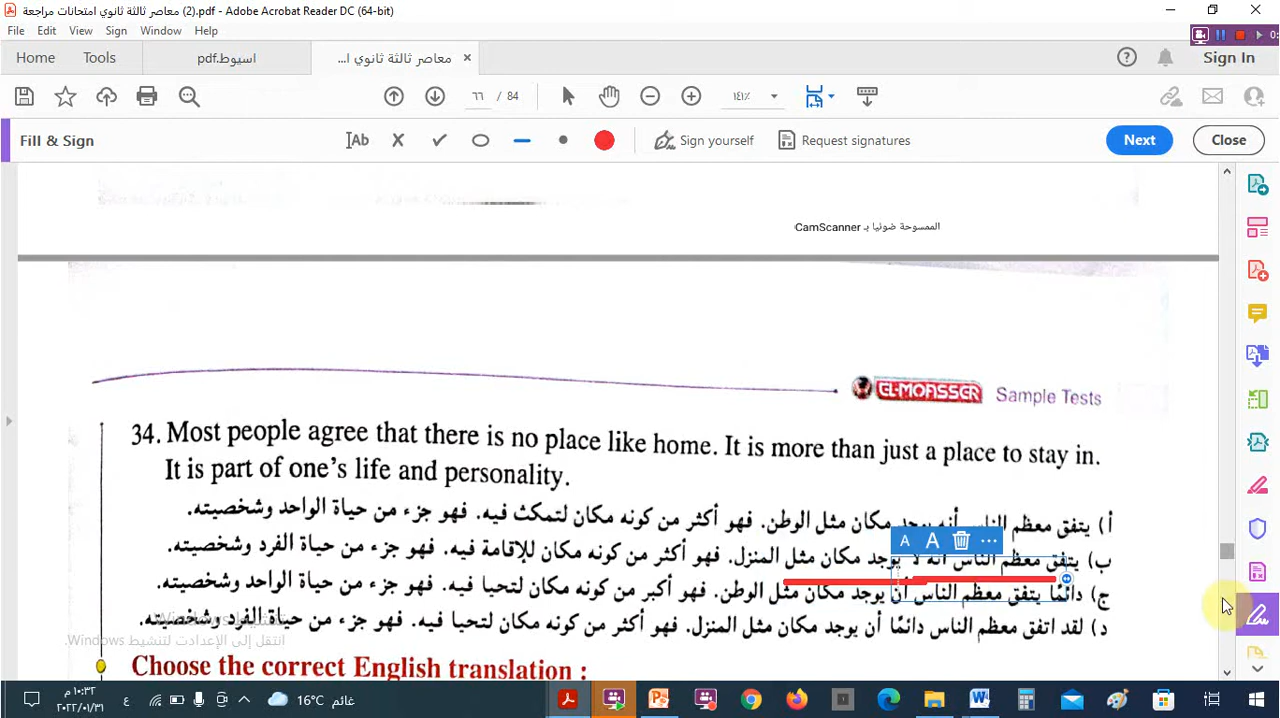 معاصر ثالثة ثانوي امتحانات مراجعة (2).pdf - Adobe Acrobat Reader DC (64-bit)
File Edit View Sign Window Help
Home Tools اسيوط.pdf معاصر ثالثة ثانوي ا... Sign In
٦٦ / 84 ١٤١٪
Fill & Sign Sign yourself Request signatures Next Close
الممسوحة ضوئيا بـ CamScanner
EL-MOASSER Sample Tests
34. Most people agree that there is no place like home. It is more than just a place to stay in.
It is part of one's life and personality.
أ) يتفق معظم الناس أنه يوجد مكان مثل الوطن. فهو أكثر من كونه مكان لتمكث فيه. فهو جزء من حياة الواحد وشخصيته.
ب) يتفق معظم الناس أنه لا يوجد مكان مثل المنزل. فهو أكثر من كونه مكان للإقامة فيه. فهو جزء من حياة الفرد وشخصيته.
ج) دائمًا يتفق معظم الناس أن يوجد مكان مثل الوطن. فهو أكبر من كونه مكان لتحيا فيه. فهو جزء من حياة الواحد وشخصيته.
د) لقد اتفق معظم الناس دائمًا أن يوجد مكان مثل المنزل. فهو أكثر من كونه مكان لتحيا فيه. فهو جزء من حياة الفرد وشخصيته.
تنشيط Windows
انتقل إلى الإعدادت لتنشيط Windows.
Choose the correct English translation :
١٠:٣٢ م
٢٠٢٢/٠١/٣١
ع
16°C غائم